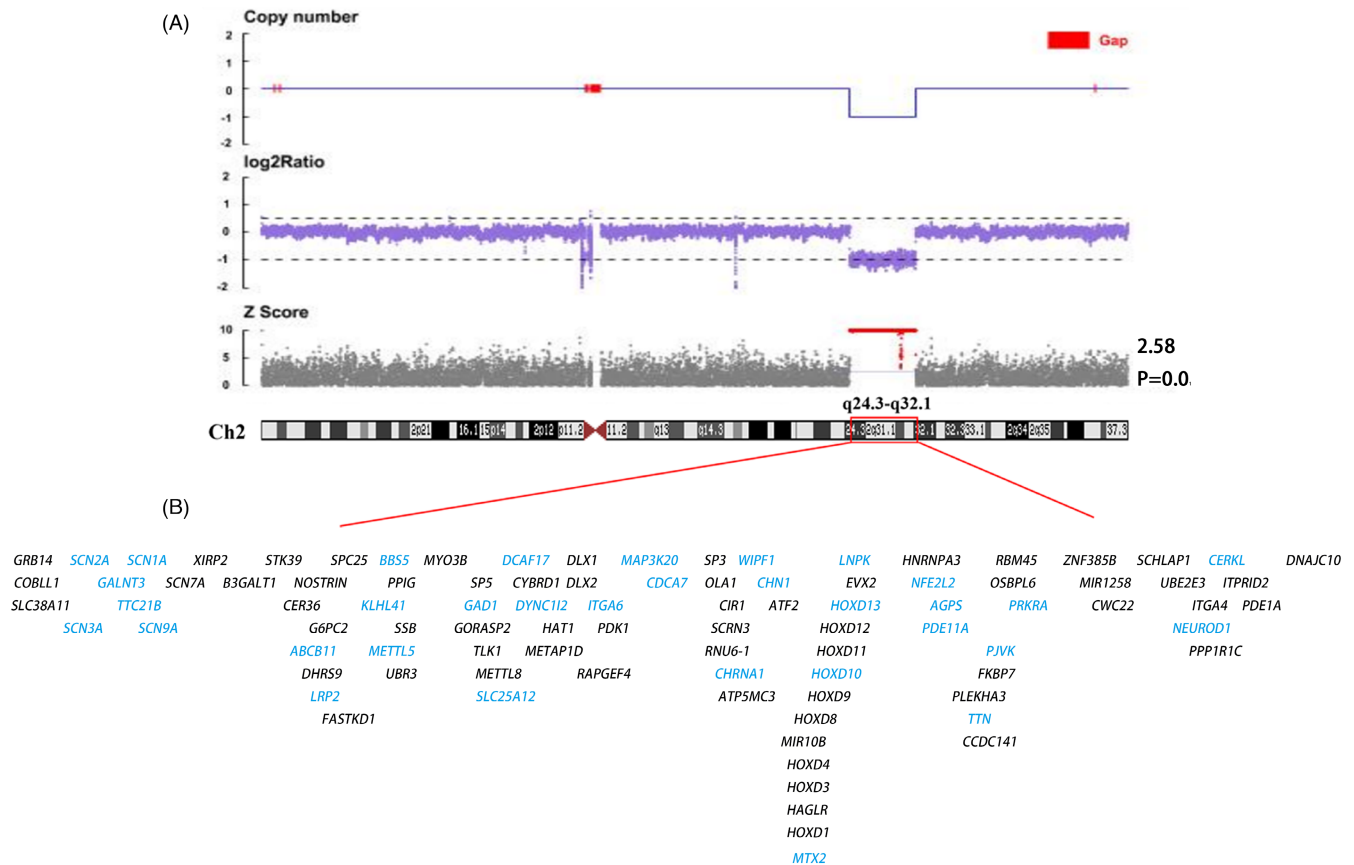 (A)
Copy number
Gap
2
1
0
-1
-2
log2Ratio
2
1
0
-1
-2
Z Score
10
5
0
2.58
P=0.0
q24.3-q32.1
Ch2
2p21 16.1 15 p14 2p12 p11.2 11.2 q13 q14.3 24.3 2q31.1 32.1 32.3 33.1 2q34 2q35 37.3
(B)
GRB14 SCN2A SCN1A XIRP2 STK39 SPC25 BBS5 MYO3B DCAF17 DLX1 MAP3K20 SP3 WIPF1 LNPK HNRNPA3 RBM45 ZNF385B SCHLAP1 CERKL DNAJC10
COBLL1 GALNT3 SCN7A B3GALT1 NOSTRIN PPIG SP5 CYBRD1 DLX2 CDCA7 OLA1 CHN1 EVX2 NFE2L2 OSBPL6 MIR1258 UBE2E3 ITPRID2
SLC38A11 TTC21B CER36 KLHL41 GAD1 DYNC1I2 ITGA6 CIR1 ATF2 HOXD13 AGPS PRKRA CWC22 ITGA4 PDE1A
SCN3A SCN9A G6PC2 SSB GORASP2 HAT1 PDK1 SCRN3 HOXD12 PDE11A NEUROD1
ABCB11 METTL5 TLK1 METAP1D RNU6-1 HOXD11 PJVK PPP1R1C
DHRS9 UBR3 METTL8 RAPGEF4 CHRNA1 HOXD10 FKBP7
LRP2 SLC25A12 ATP5MC3 HOXD9 PLEKHA3
FASTKD1 HOXD8 TTN
MIR10B CCDC141
HOXD4
HOXD3
HAGLR
HOXD1
MTX2